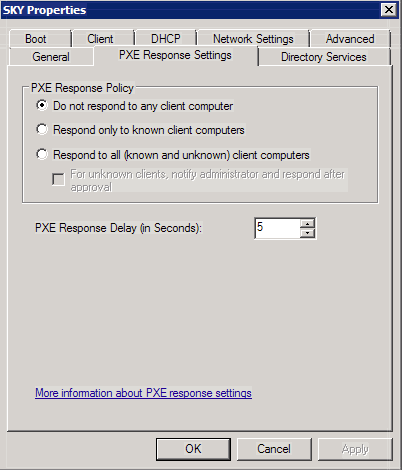 SKY Properties
Boot Client DHCP Network Settings Advanced
General PXE Response Settings Directory Services
PXE Response Policy
Do not respond to any client computer
Respond only to known client computers
Respond to all (known and unknown) client computers
For unknown clients, notify administrator and respond after
approval
PXE Response Delay (in Seconds): 5
More information about PXE response settings
OK Cancel Apply